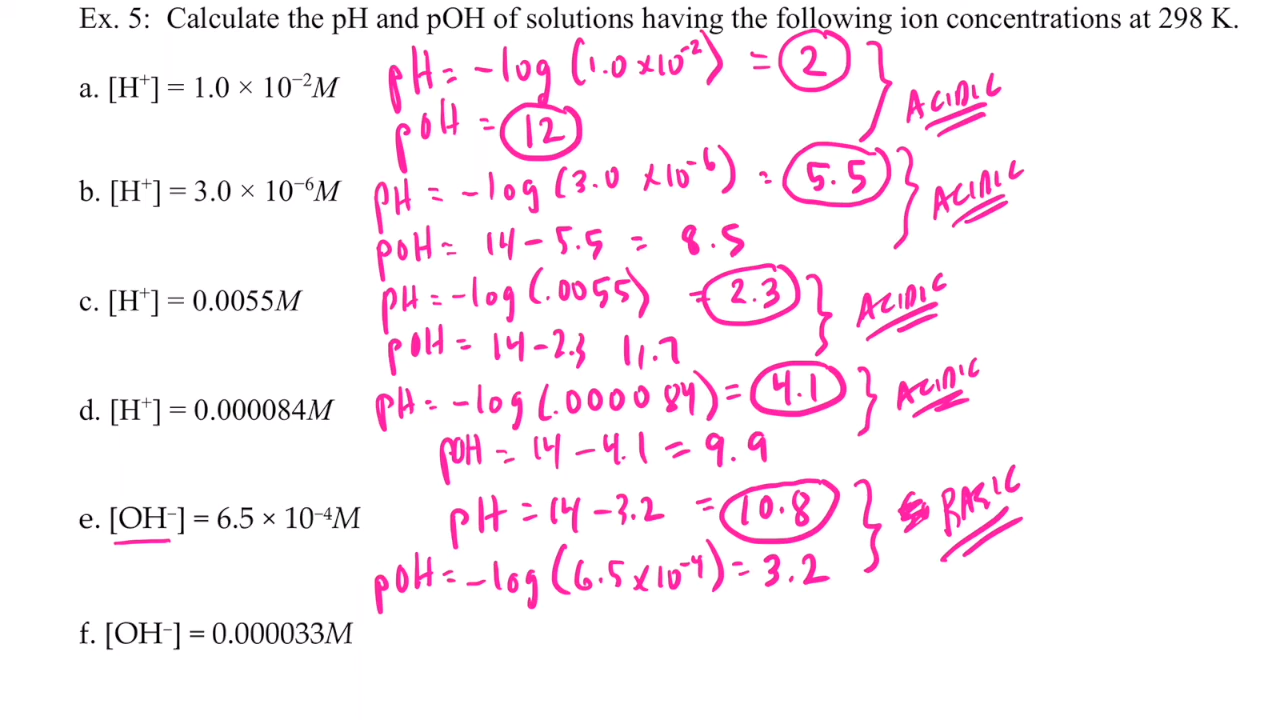 Ex. 5: Calculate the pH and pOH of solutions having the following ion concentrations at 298 K.
a. [H⁺] = 1.0 × 10⁻²M
pH = -log (1.0 x10⁻²) = 2
pOH = 12
ACIDIC
b. [H⁺] = 3.0 × 10⁻⁶M
pH = -log (3.0 x10⁻⁶) = 5.5
pOH = 14 - 5.5 = 8.5
ACIDIC
c. [H⁺] = 0.0055M
pH = -log (.0055) = 2.3
pOH = 14 - 2.3 11.7
ACIDIC
d. [H⁺] = 0.000084M
pH = -log (.000084) = 4.1
pOH = 14 - 4.1 = 9.9
ACIDIC
e. [OH⁻] = 6.5 × 10⁻⁴M
pH = 14 - 3.2 = 10.8
pOH = -log (6.5 x10⁻⁴) = 3.2
BASIC
f. [OH⁻] = 0.000033M